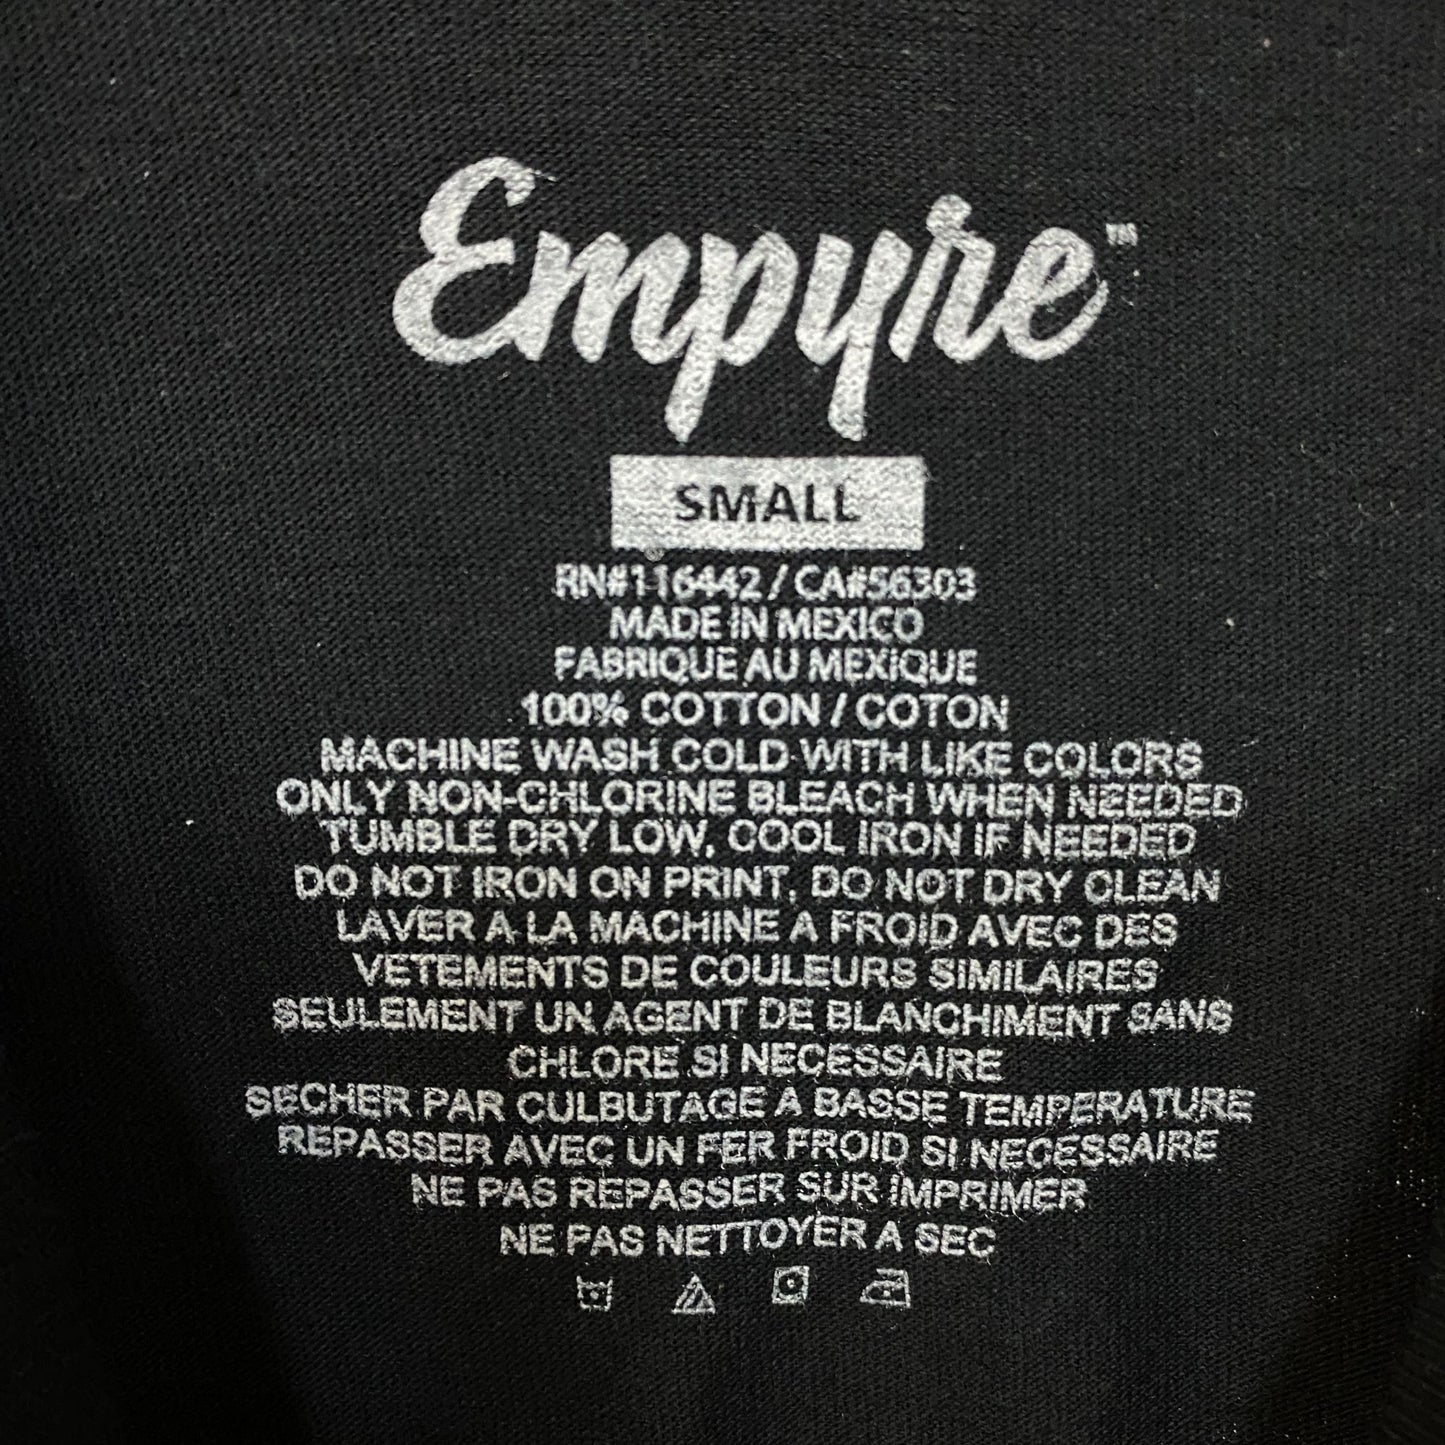 Empyre™
SMALL
RN#116442 / CA#56303
MADE IN MEXICO
FABRIQUE AU MEXIQUE
100% COTTON / COTON
MACHINE WASH COLD WITH LIKE COLORS
ONLY NON-CHLORINE BLEACH WHEN NEEDED
TUMBLE DRY LOW, COOL IRON IF NEEDED
DO NOT IRON ON PRINT, DO NOT DRY CLEAN
LAVER A LA MACHINE A FROID AVEC DES
VETEMENTS DE COULEURS SIMILAIRES
SEULEMENT UN AGENT DE BLANCHIMENT SANS
CHLORE SI NECESSAIRE
SECHER PAR CULBUTAGE A BASSE TEMPERATURE
REPASSER AVEC UN FER FROID SI NECESSAIRE
NE PAS REPASSER SUR IMPRIMER
NE PAS NETTOYER A SEC